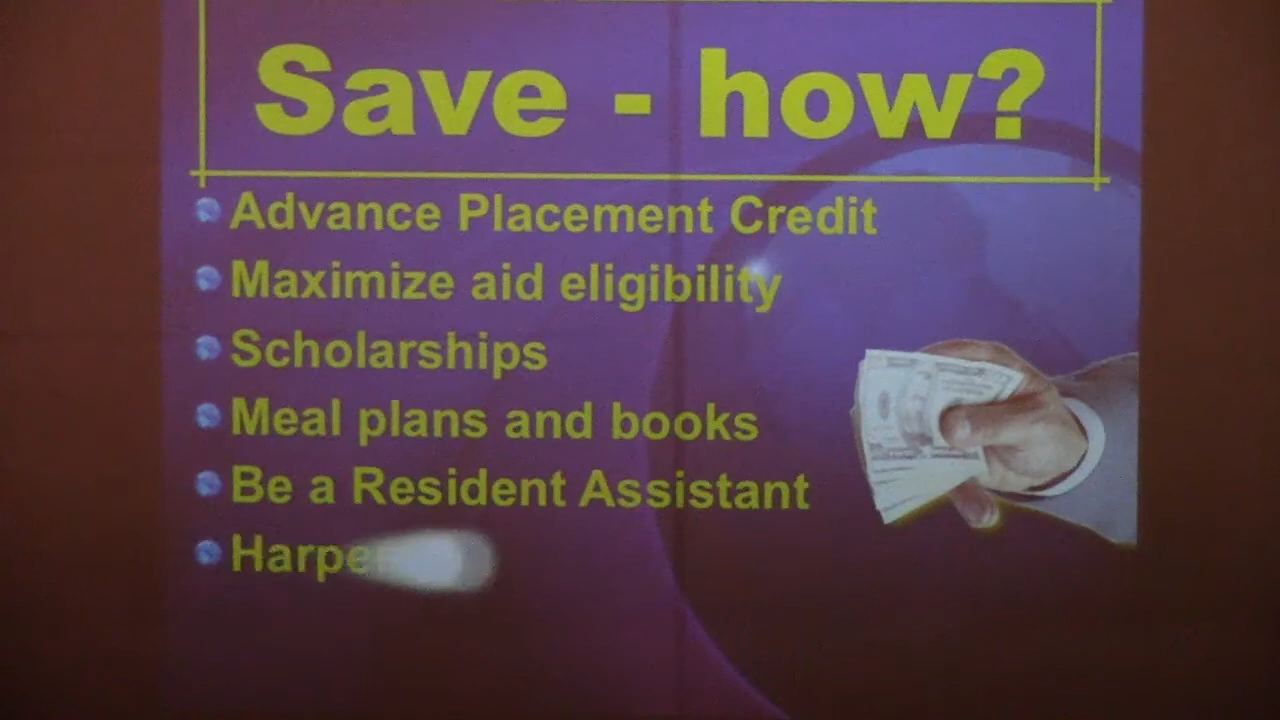 Save - how?
Advance Placement Credit
Maximize aid eligibility
Scholarships
Meal plans and books
Be a Resident Assistant